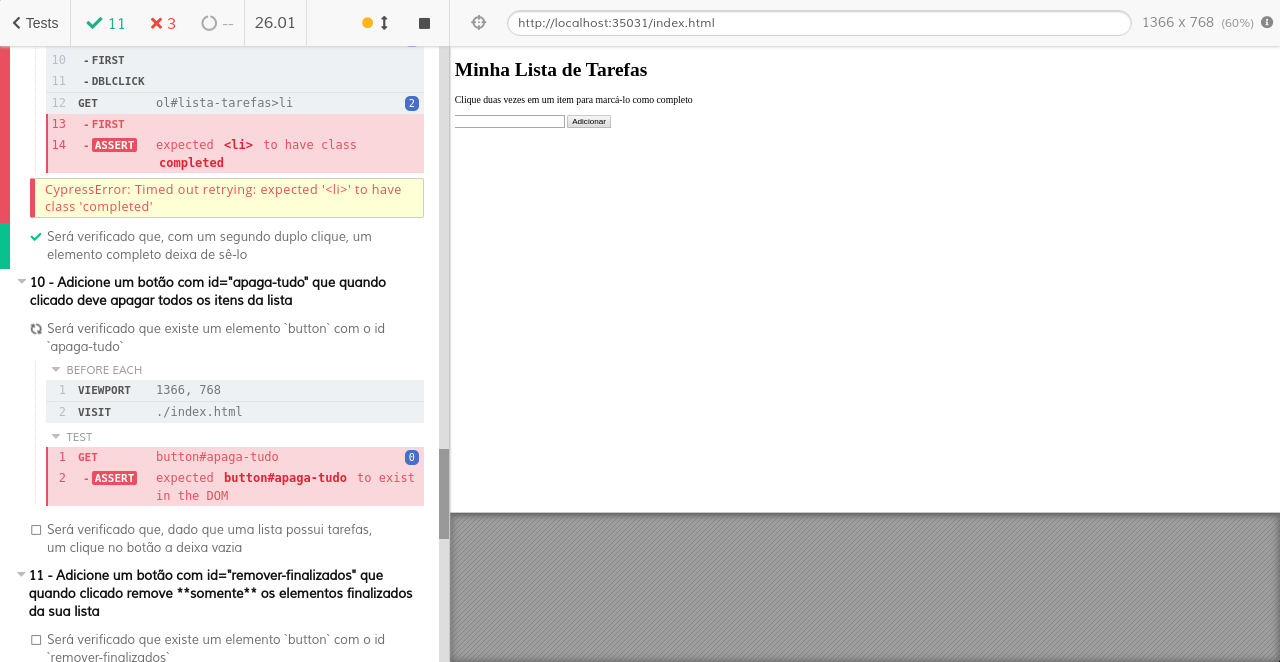 Tests
11
3
--
26.01
http://localhost:35031/index.html
1366 x 768 (60%)
10 - FIRST
11 - DBLCLICK
12 GET ol#lista-tarefas>li 2
13 - FIRST
14 - ASSERT expected <li> to have class
completed
CypressError: Timed out retrying: expected '<li>' to have
class 'completed'
Será verificado que, com um segundo duplo clique, um
elemento completo deixa de sê-lo
10 - Adicione um botão com id="apaga-tudo" que quando
clicado deve apagar todos os itens da lista
Será verificado que existe um elemento `button` com o id
`apaga-tudo`
BEFORE EACH
1 VIEWPORT 1366, 768
2 VISIT ./index.html
TEST
1 GET button#apaga-tudo 0
2 - ASSERT expected button#apaga-tudo to exist
in the DOM
Será verificado que, dado que uma lista possui tarefas,
um clique no botão a deixa vazia
11 - Adicione um botão com id="remover-finalizados" que
quando clicado remove **somente** os elementos finalizados
da sua lista
Será verificado que existe um elemento `button` com o id
`remover-finalizados`
Minha Lista de Tarefas
Clique duas vezes em um item para marcá-lo como completo
Adicionar